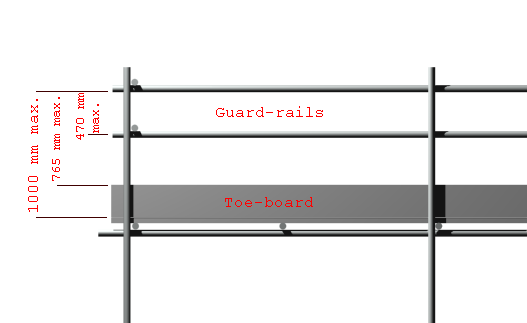 Guard-rails
Toe-board
1000 mm max.
765 mm max.
470 mm
max.